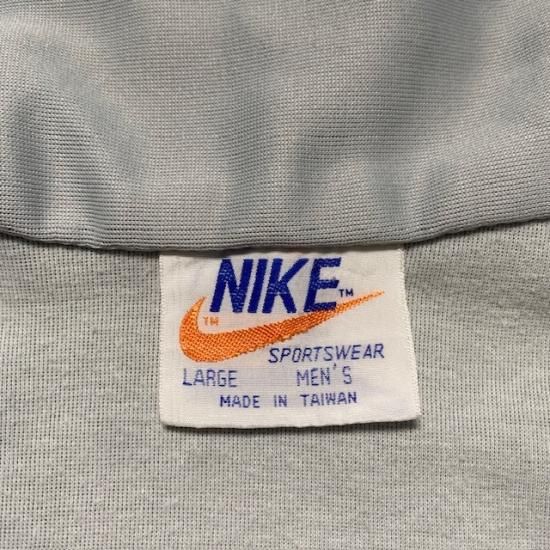 NIKE™
™
SPORTSWEAR
LARGE MEN'S
MADE IN TAIWAN